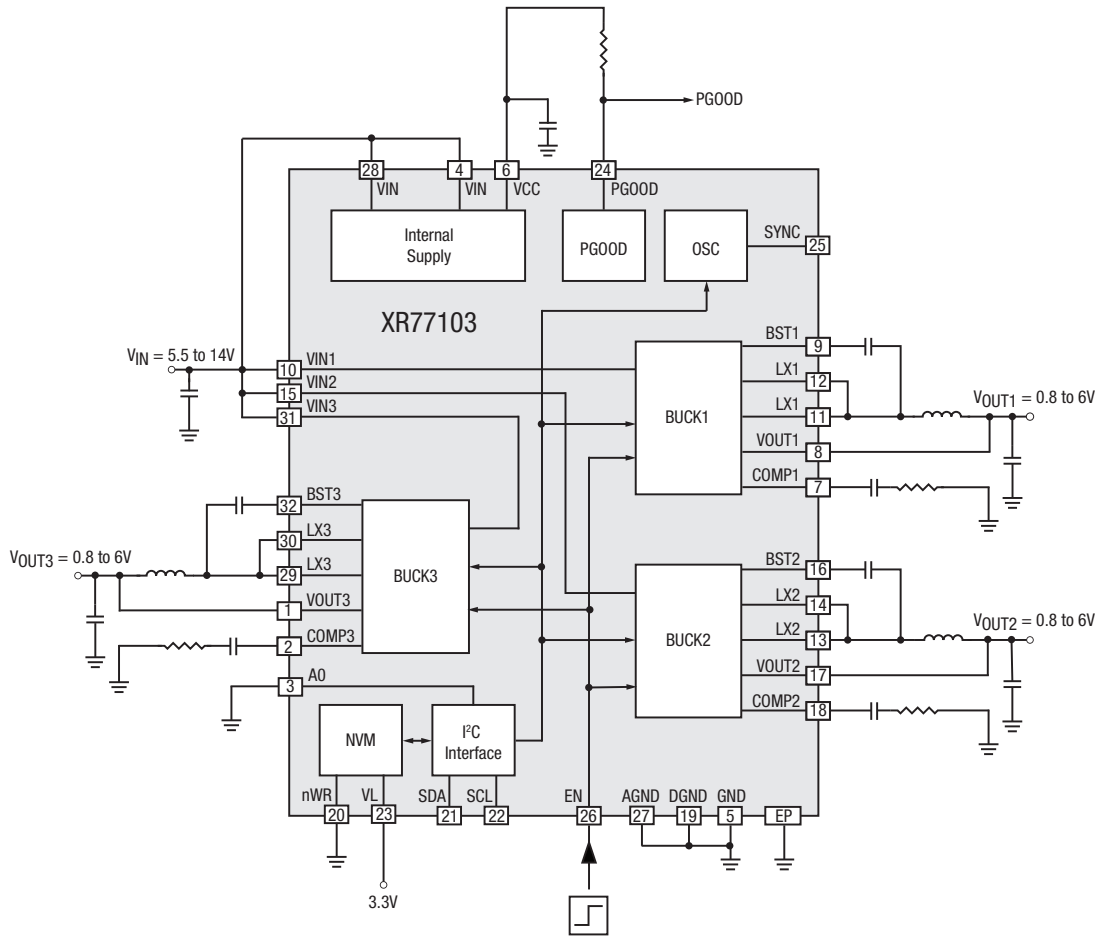 PGOOD
28
4
6
24
VIN
VIN
VCC
PGOOD
Internal
Supply
PGOOD
OSC
SYNC
25
XR77103
VIN = 5.5 to 14V
10
VIN1
15
VIN2
31
VIN3
BUCK1
BST1
9
LX1
12
LX1
11
VOUT1
8
COMP1
7
VOUT1 = 0.8 to 6V
32
BST3
30
LX3
29
LX3
1
VOUT3
2
COMP3
3
A0
VOUT3 = 0.8 to 6V
BUCK3
BUCK2
BST2
16
LX2
14
LX2
13
VOUT2
17
COMP2
18
VOUT2 = 0.8 to 6V
NVM
I²C
Interface
nWR
VL
SDA
SCL
EN
AGND
DGND
GND
EP
20
23
21
22
26
27
19
5
3.3V